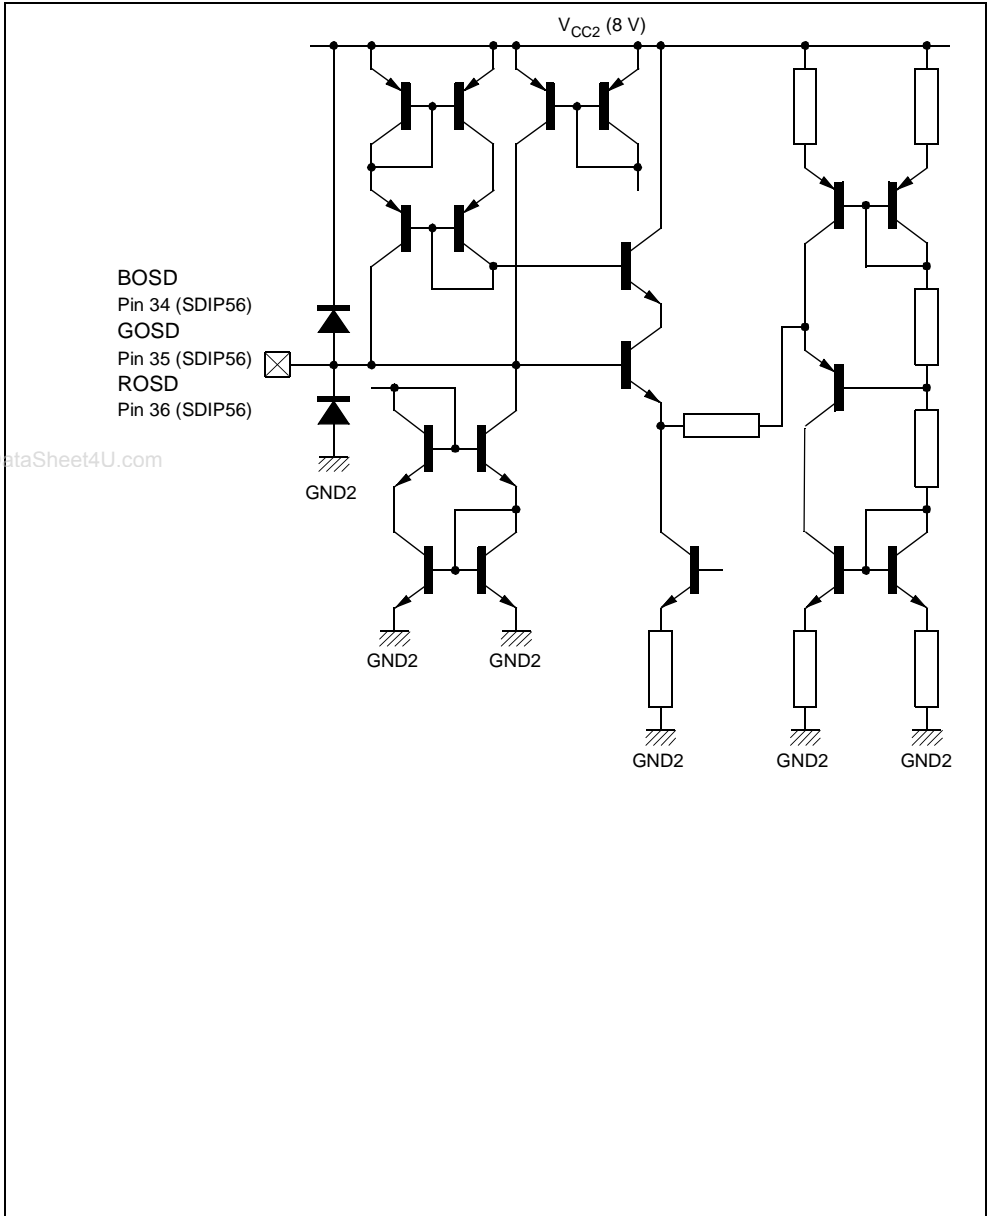 V_CC2 (8 V)
BOSD
Pin 34 (SDIP56)
GOSD
Pin 35 (SDIP56)
ROSD
Pin 36 (SDIP56)
ataSheet4U.com
GND2
GND2
GND2
GND2
GND2
GND2